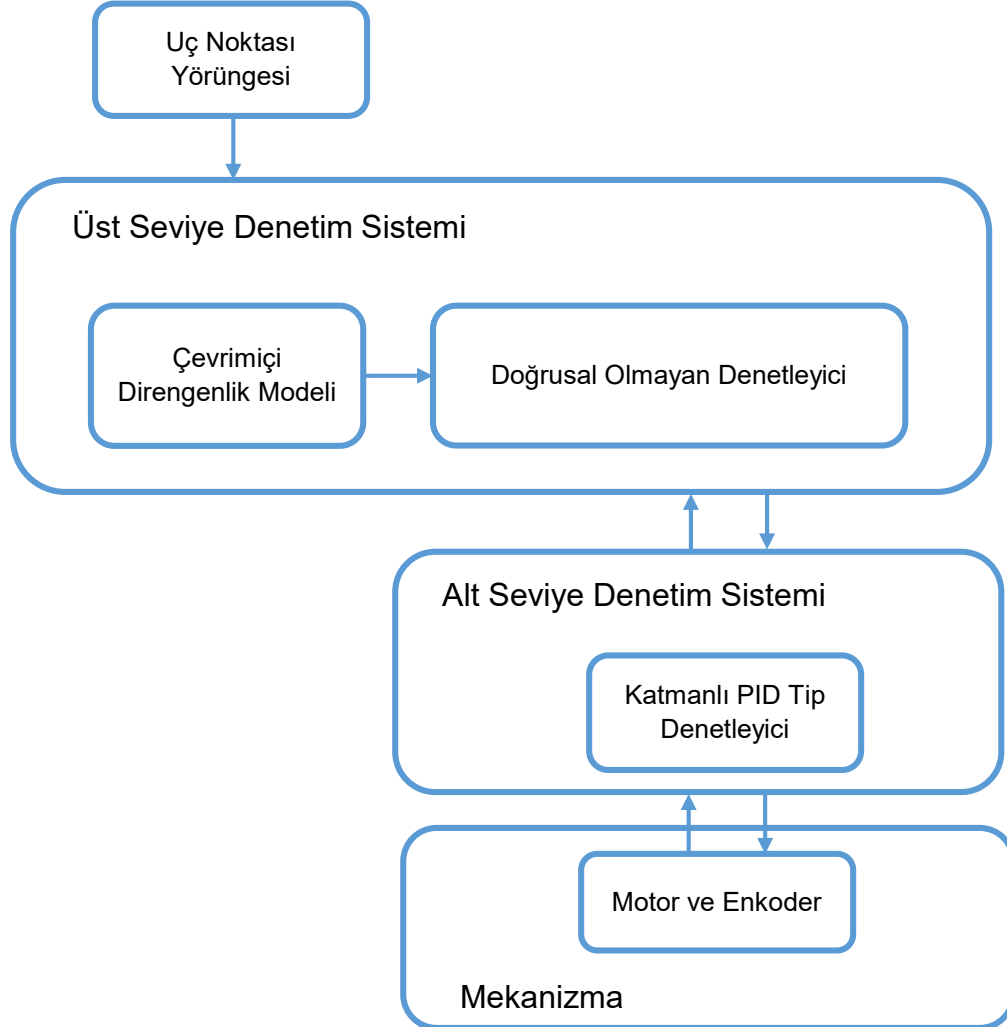 Uç Noktası
Yörüngesi
Üst Seviye Denetim Sistemi
Çevrimiçi
Direngenlik Modeli
Doğrusal Olmayan Denetleyici
Alt Seviye Denetim Sistemi
Katmanlı PID Tip
Denetleyici
Motor ve Enkoder
Mekanizma